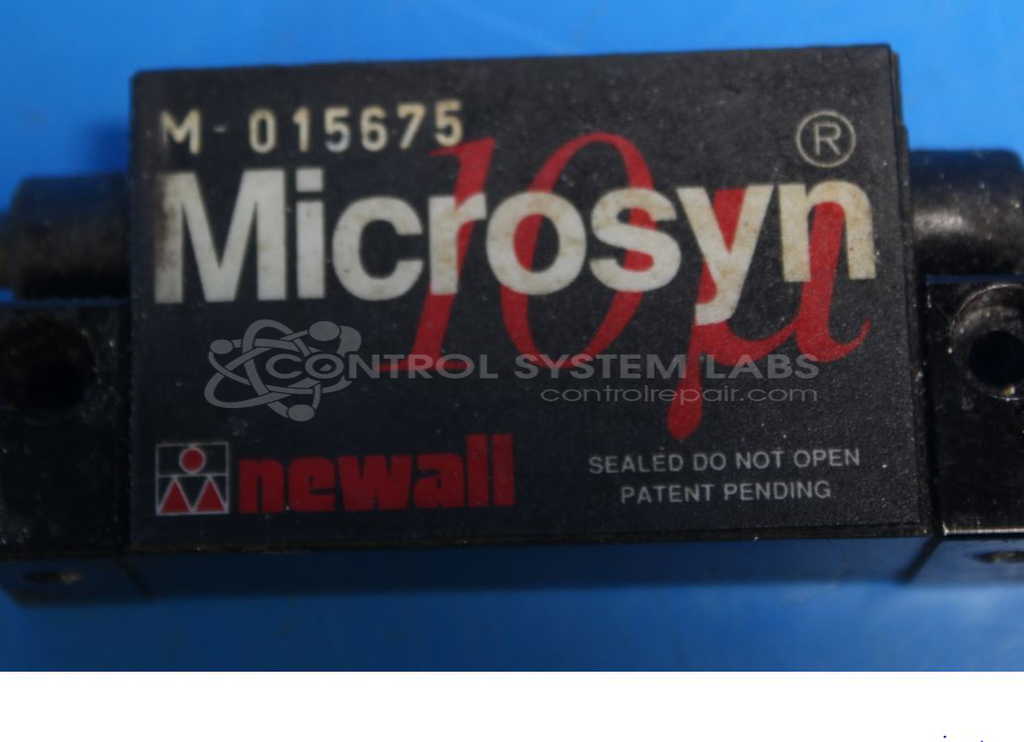 M-015675
®
Microsyn
10µ
CONTROL SYSTEM LABS
controlrepair.com
newall
SEALED DO NOT OPEN
PATENT PENDING